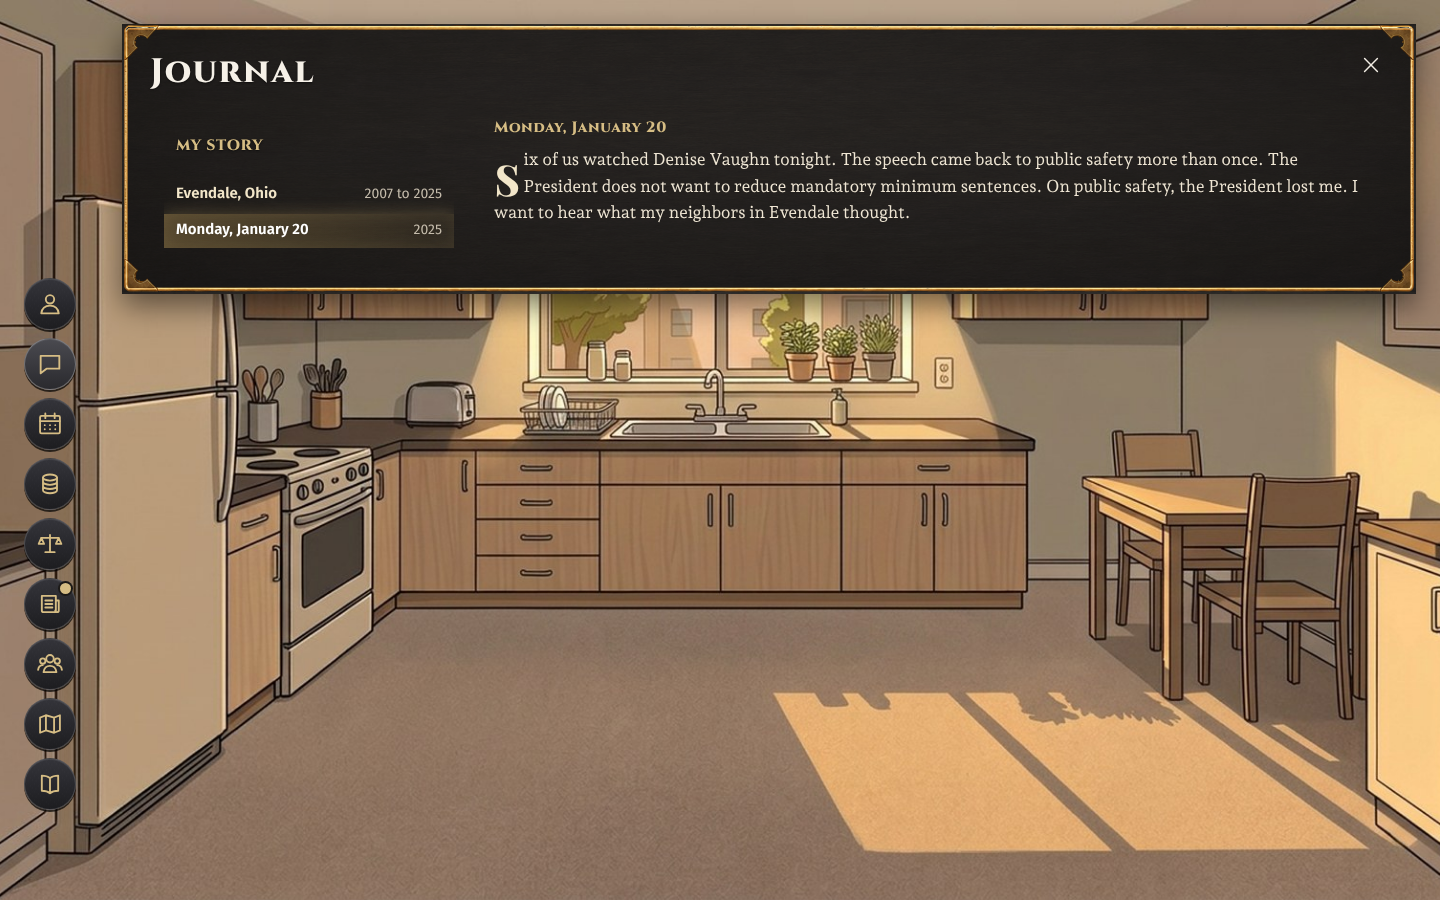 Journal
MY STORY
Evendale, Ohio 2007 to 2025
Monday, January 20 2025
Monday, January 20
Six of us watched Denise Vaughn tonight. The speech came back to public safety more than once. The
President does not want to reduce mandatory minimum sentences. On public safety, the President lost me. I
want to hear what my neighbors in Evendale thought.